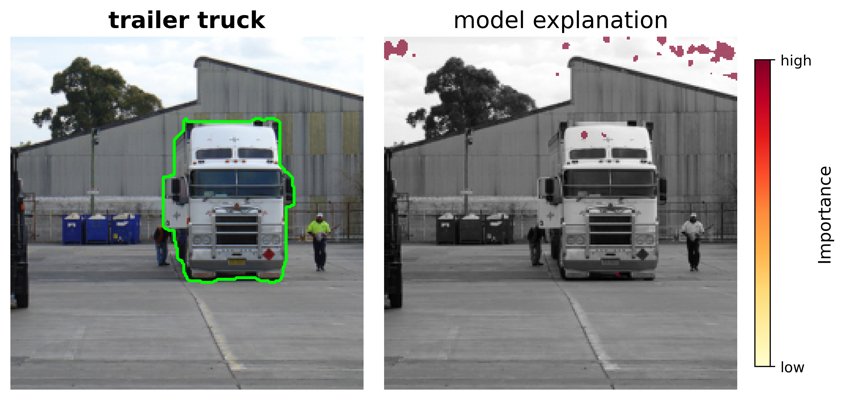 trailer truck
model explanation
high
Importance
low